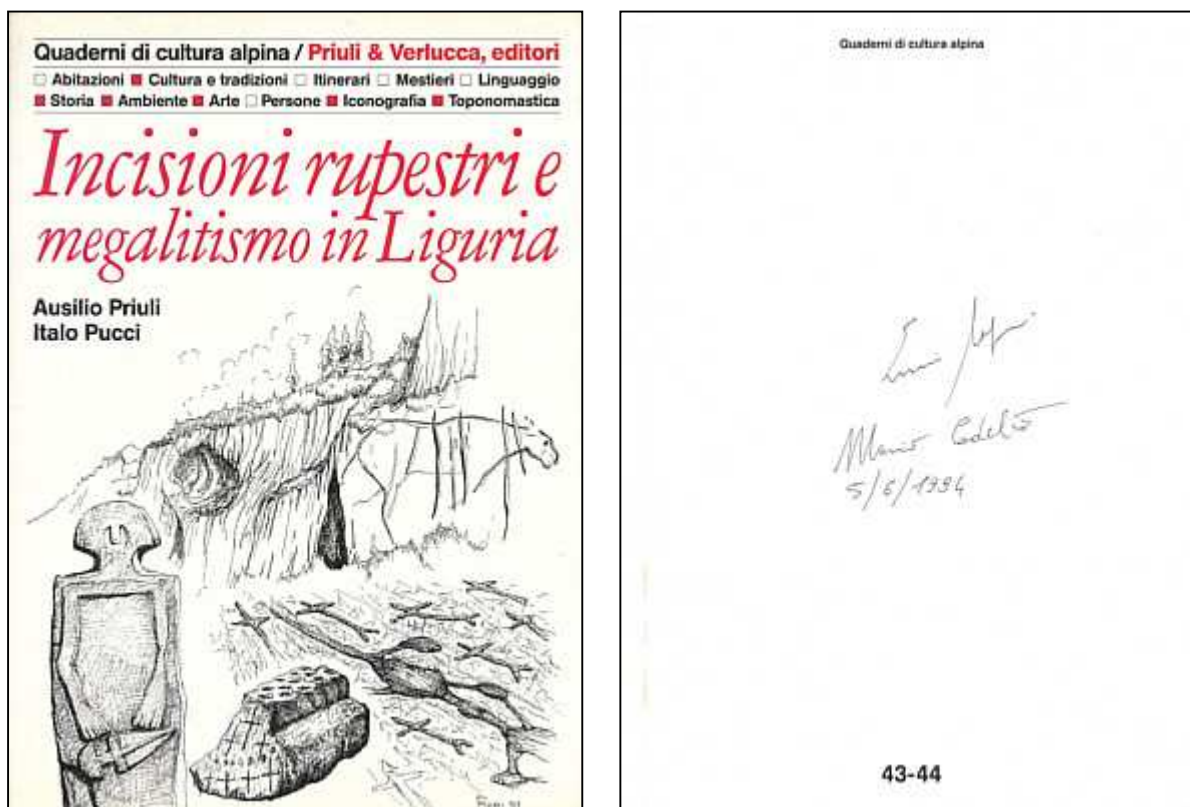 Quaderni di cultura alpina / Priuli & Verlucca, editori
□ Abitazioni ■ Cultura e tradizioni □ Itinerari □ Mestieri □ Linguaggio
■ Storia ■ Ambiente ■ Arte □ Persone ■ Iconografia ■ Toponomastica
Incisioni rupestri e
megalitismo in Liguria
Ausilio Priuli
Italo Pucci
Quaderni di cultura alpina
5/6/1994
43-44